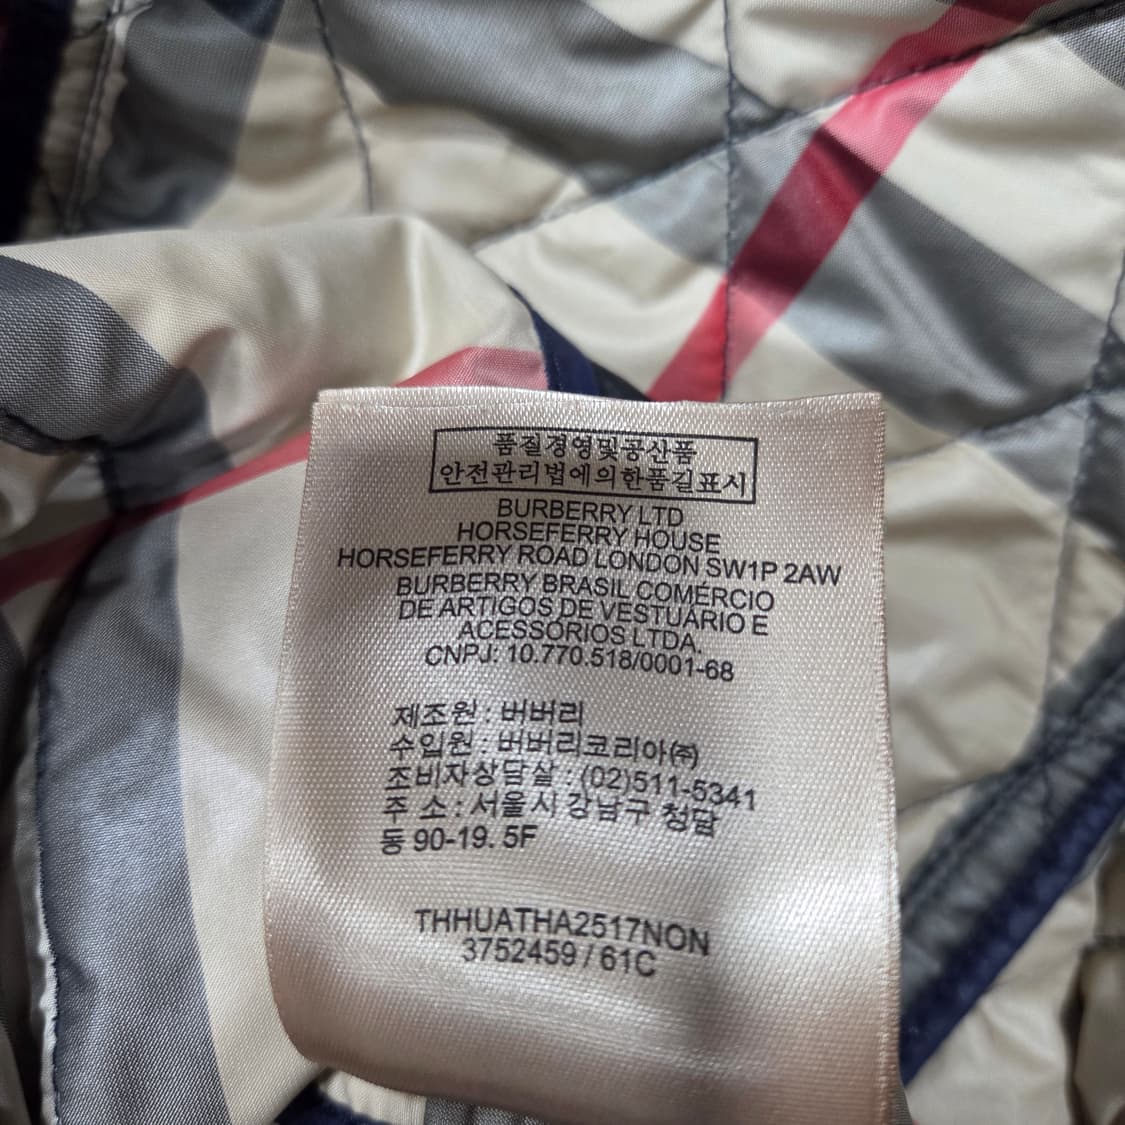 품질경영및공산품
안전관리법에의한품길표시
BURBERRY LTD
HORSEFERRY HOUSE
HORSEFERRY ROAD LONDON SW1P 2AW
BURBERRY BRASIL COMÉRCIO
DE ARTIGOS DE VESTUÁRIO E
ACESSÓRIOS LTDA.
CNPJ: 10.770.518/0001-68
제조원 : 버버리
수입원 : 버버리코리아㈜
조비자상담살 : (02)511-5341
주 소 : 서울시 강남구 청담
동 90-19. 5F
THHUATHA2517NON
3752459 / 61C